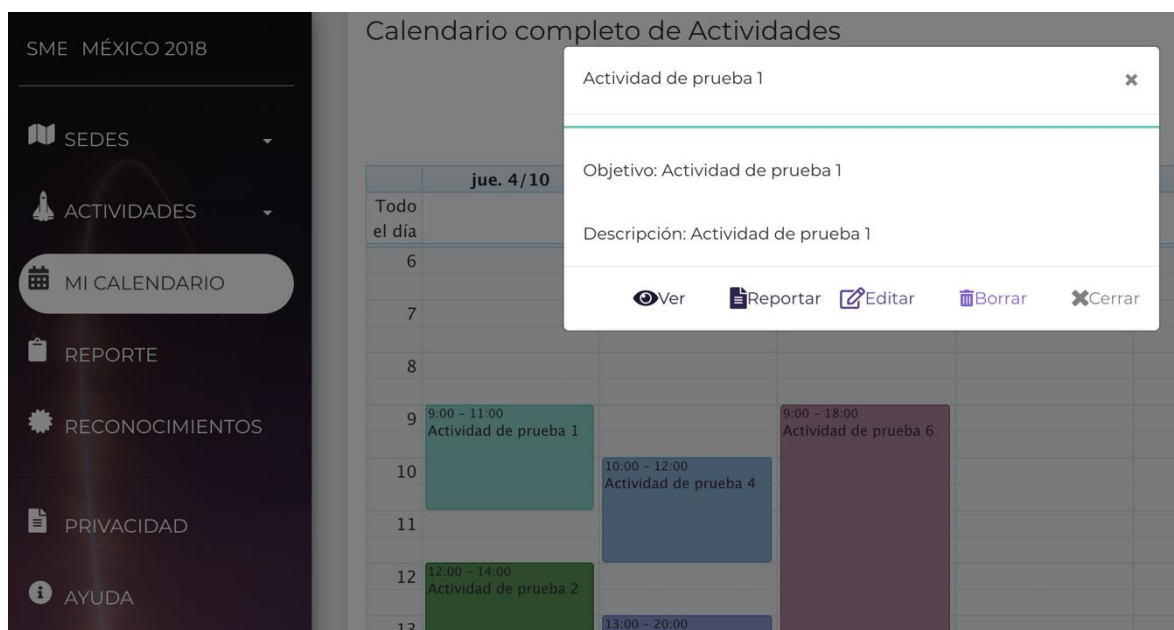 SME MÉXICO 2018
SEDES
ACTIVIDADES
MI CALENDARIO
REPORTE
RECONOCIMIENTOS
PRIVACIDAD
AYUDA
Calendario completo de Actividades
Actividad de prueba 1
Objetivo: Actividad de prueba 1
Descripción: Actividad de prueba 1
Ver Reportar Editar Borrar Cerrar
jue. 4/10
Todo
el día
6
7
8
9
10
11
12
13
9:00 - 11:00
Actividad de prueba 1
12:00 - 14:00
Actividad de prueba 2
10:00 - 12:00
Actividad de prueba 4
13:00 - 20:00
9:00 - 18:00
Actividad de prueba 6